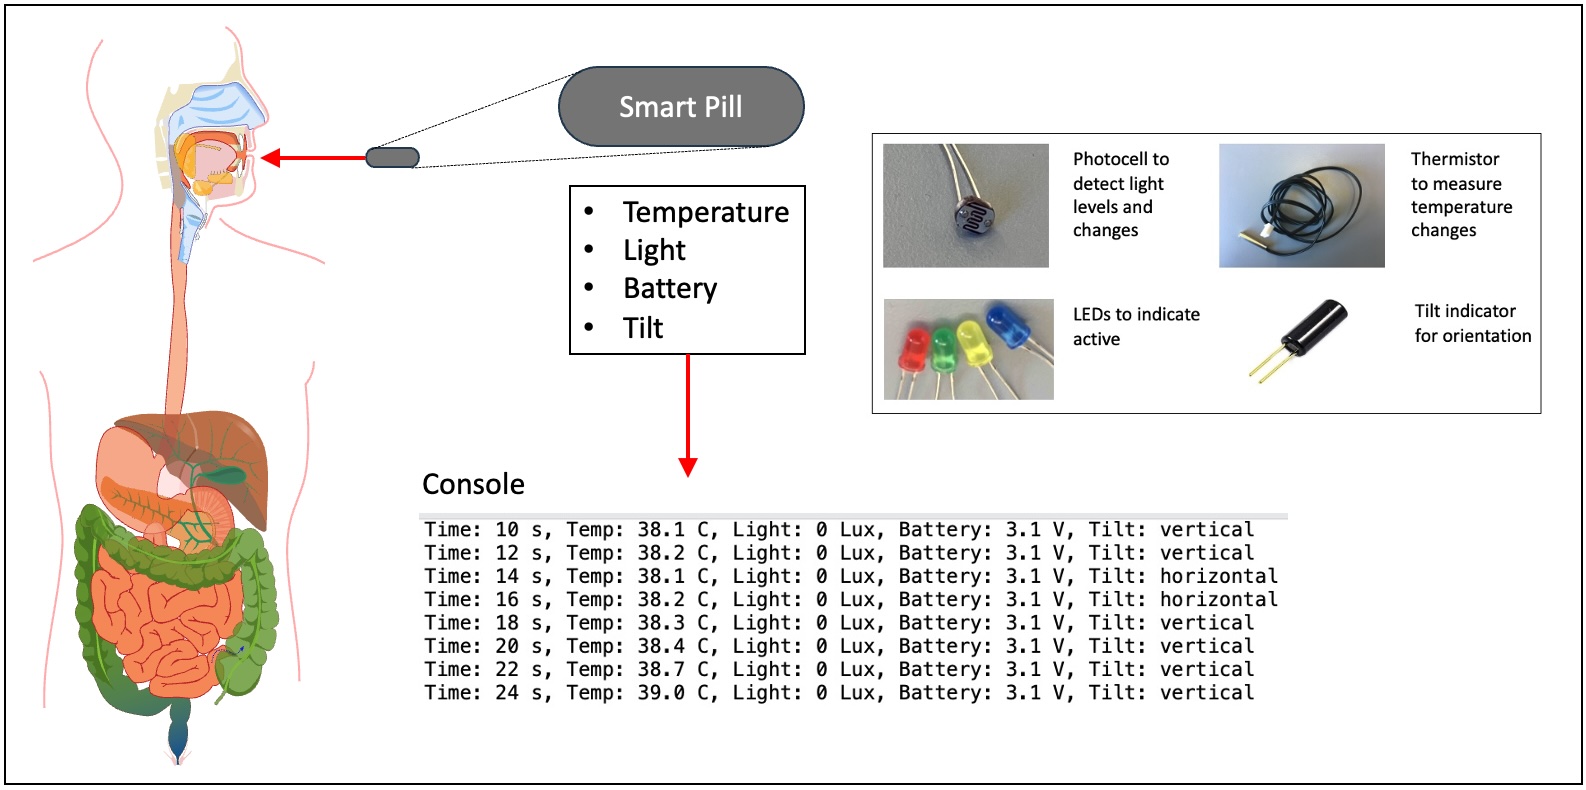 Smart Pill
• Temperature
• Light
• Battery
• Tilt
Photocell to
detect light
levels and
changes
Thermistor
to measure
temperature
changes
LEDs to indicate
active
Tilt indicator
for orientation
Console
Time: 10 s, Temp: 38.1 C, Light: 0 Lux, Battery: 3.1 V, Tilt: vertical
Time: 12 s, Temp: 38.2 C, Light: 0 Lux, Battery: 3.1 V, Tilt: vertical
Time: 14 s, Temp: 38.1 C, Light: 0 Lux, Battery: 3.1 V, Tilt: horizontal
Time: 16 s, Temp: 38.2 C, Light: 0 Lux, Battery: 3.1 V, Tilt: horizontal
Time: 18 s, Temp: 38.3 C, Light: 0 Lux, Battery: 3.1 V, Tilt: vertical
Time: 20 s, Temp: 38.4 C, Light: 0 Lux, Battery: 3.1 V, Tilt: vertical
Time: 22 s, Temp: 38.7 C, Light: 0 Lux, Battery: 3.1 V, Tilt: vertical
Time: 24 s, Temp: 39.0 C, Light: 0 Lux, Battery: 3.1 V, Tilt: vertical